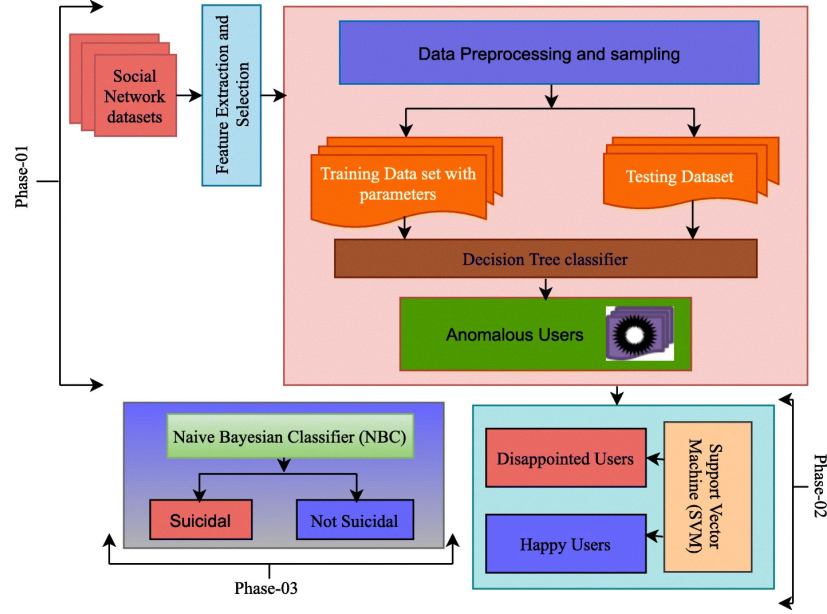 Phase-01
Social
Network
datasets
Feature Extraction and
Selection
Data Preprocessing and sampling
Training Data set with
parameters
Testing Dataset
Decision Tree classifier
Anomalous Users
Naive Bayesian Classifier (NBC)
Suicidal
Not Suicidal
Phase-03
Disappointed Users
Happy Users
Support Vector
Machine (SVM)
Phase-02